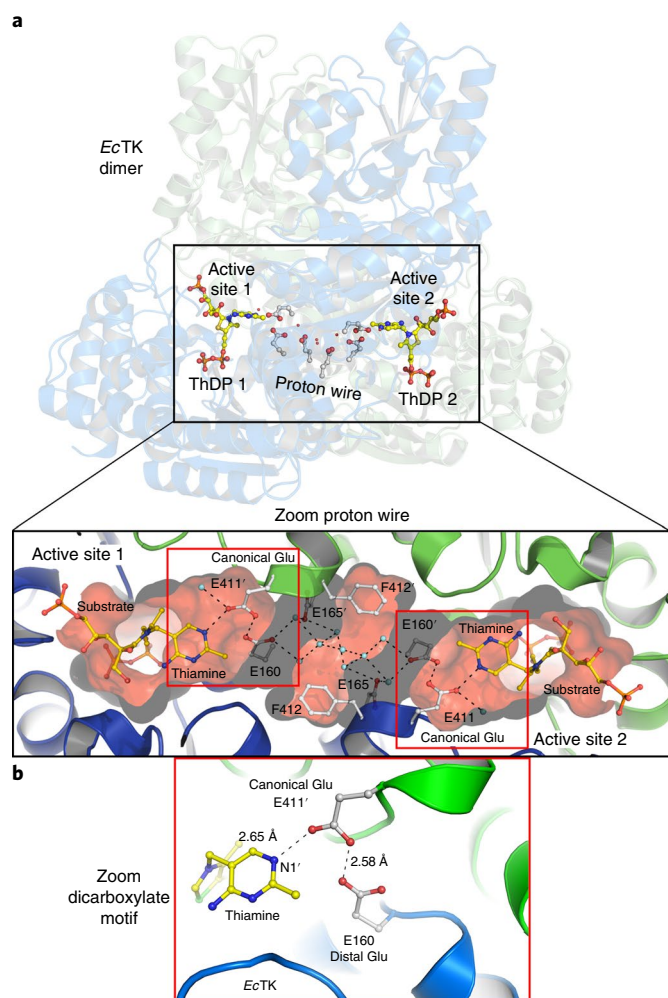 a
EcTK
dimer
Active
site 1
Active
site 2
ThDP 1
Proton wire
ThDP 2
Zoom proton wire
Active site 1
Canonical Glu
E411′
F412′
Substrate
E165′
E160′
Thiamine
Thiamine
E160
E165
Substrate
F412
E411
Canonical Glu
Active site 2
b
Canonical Glu
E411′
2.65 Å
2.58 Å
N1′
Zoom
dicarboxylate
motif
Thiamine
E160
Distal Glu
EcTK